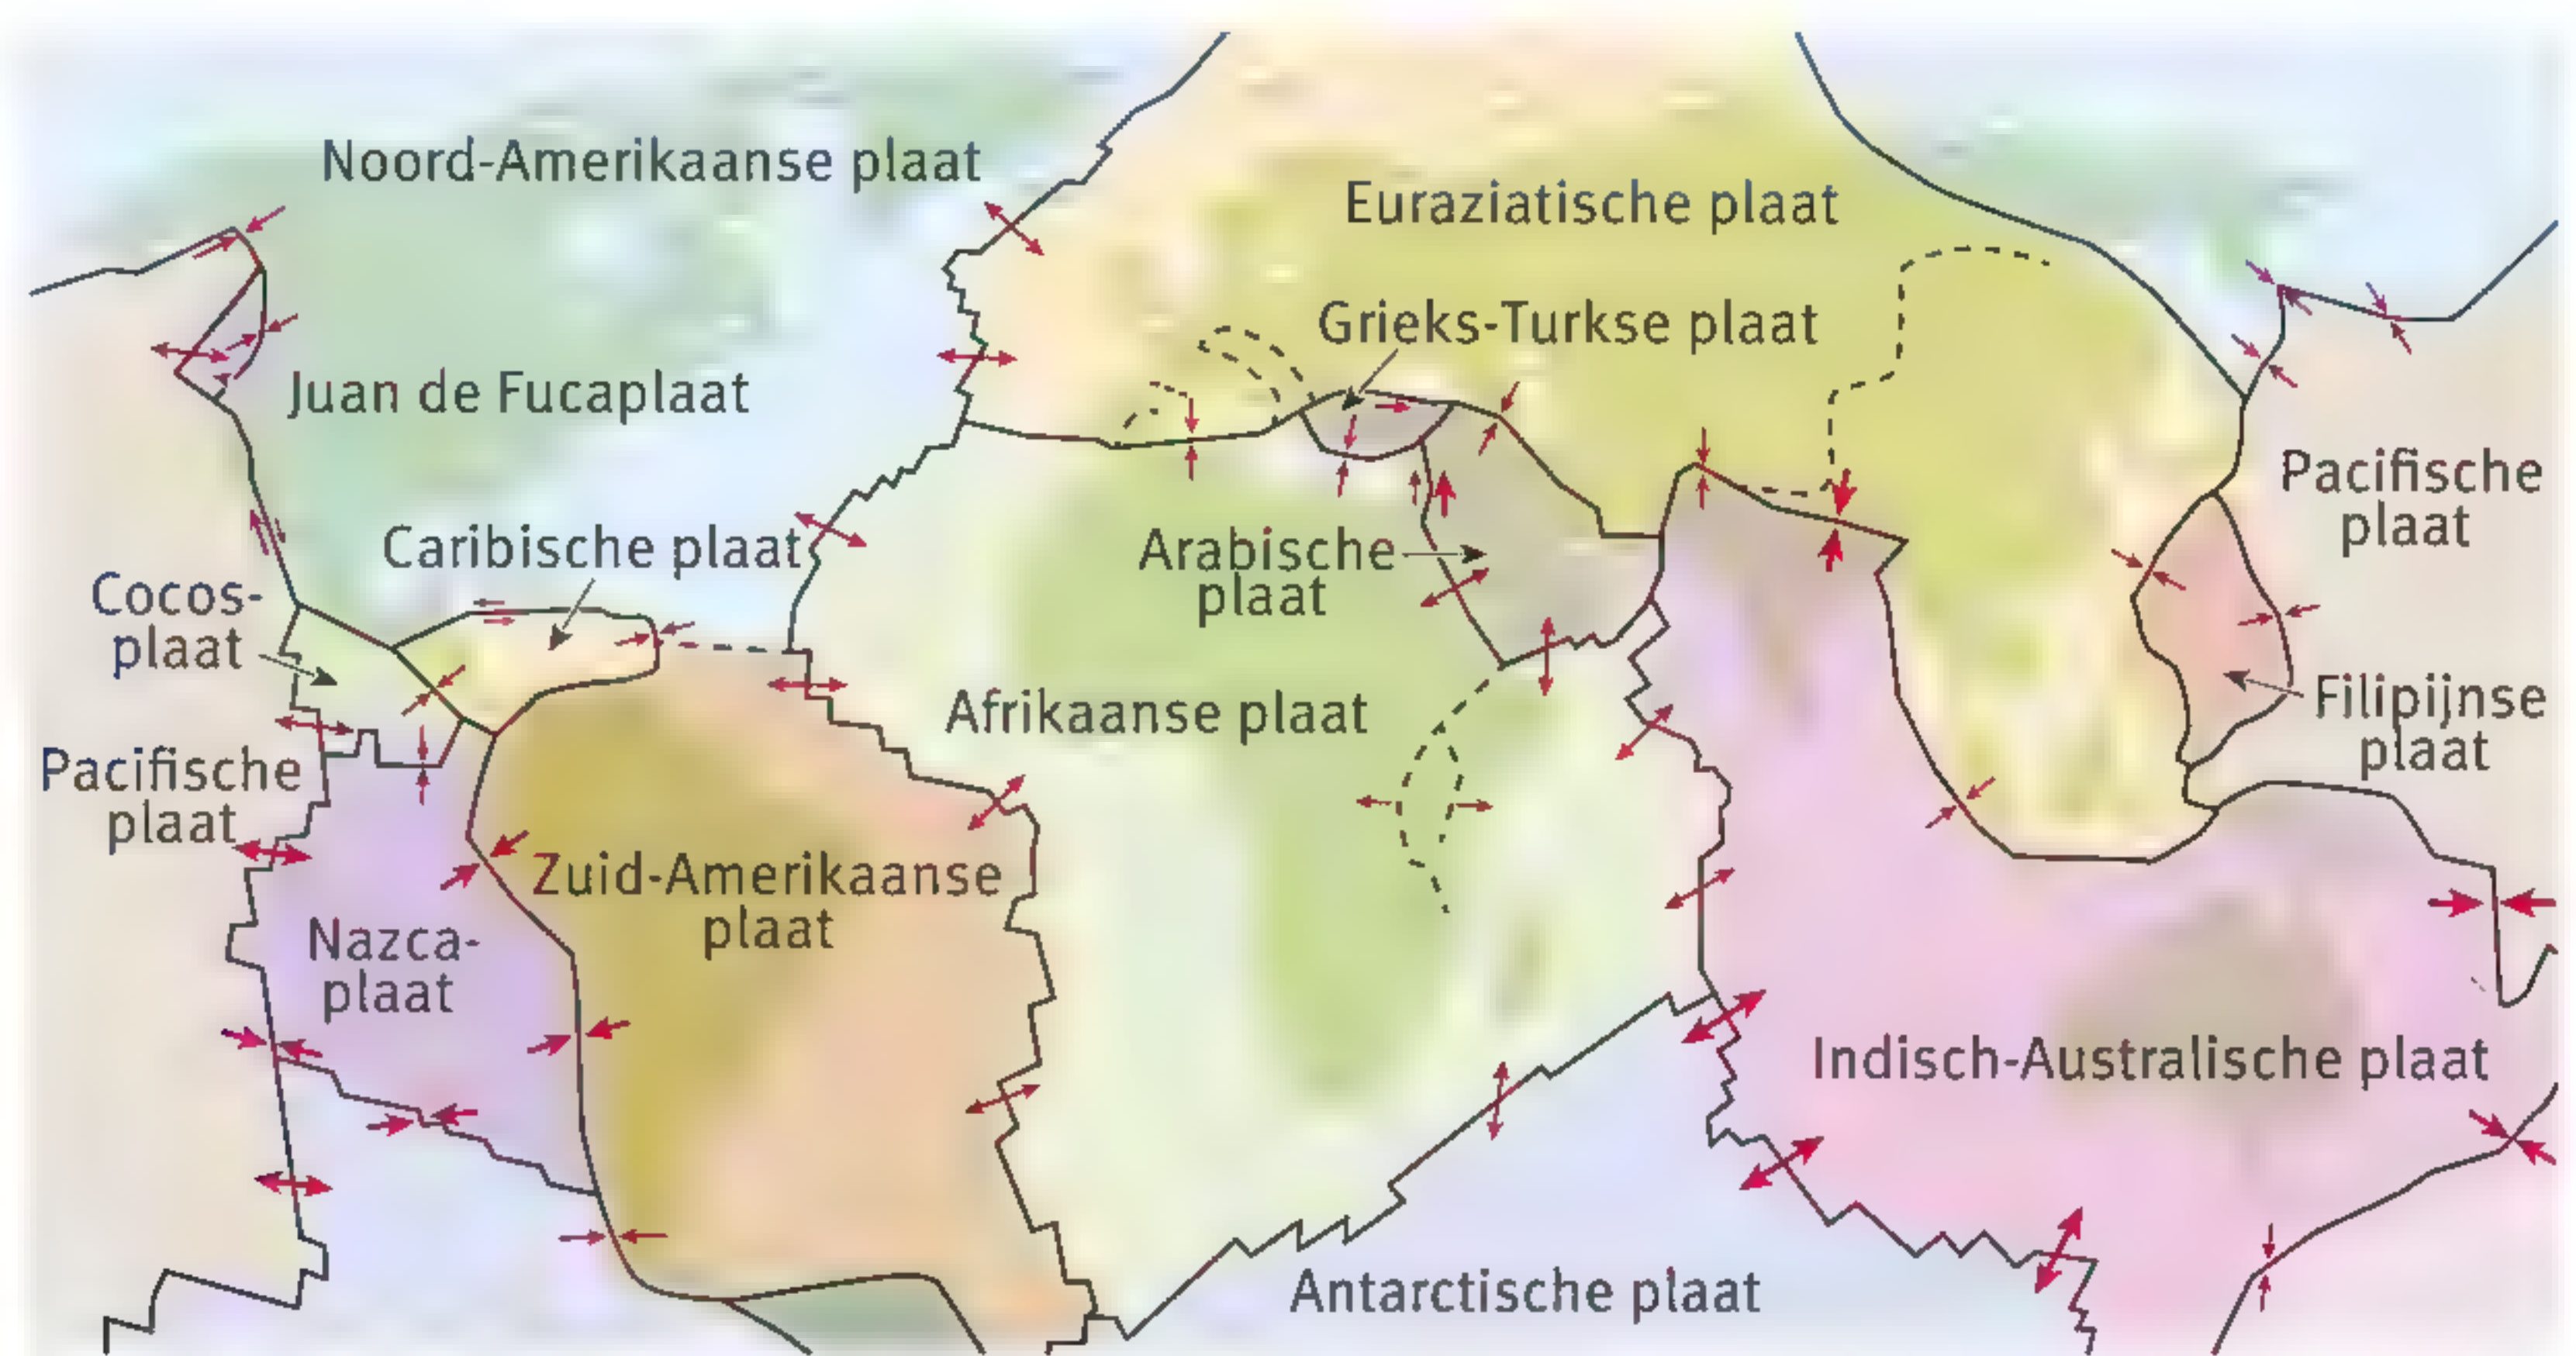 Noord-Amerikaanse plaat
Euraziatische plaat
Grieks-Turkse plaat
Juan de Fucaplaat
Pacifische
plaat
Caribische plaat
Arabische
plaat
Cocos-
plaat
Afrikaanse plaat
Filipijnse
plaat
Pacifische
plaat
Zuid-Amerikaanse
plaat
Nazca-
plaat
Indisch-Australische plaat
Antarctische plaat